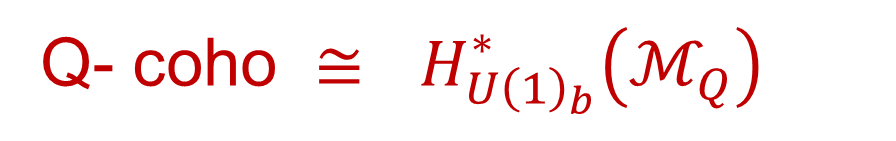 Q- coho ≅ H*_{U(1)_b}(ℳ_Q)